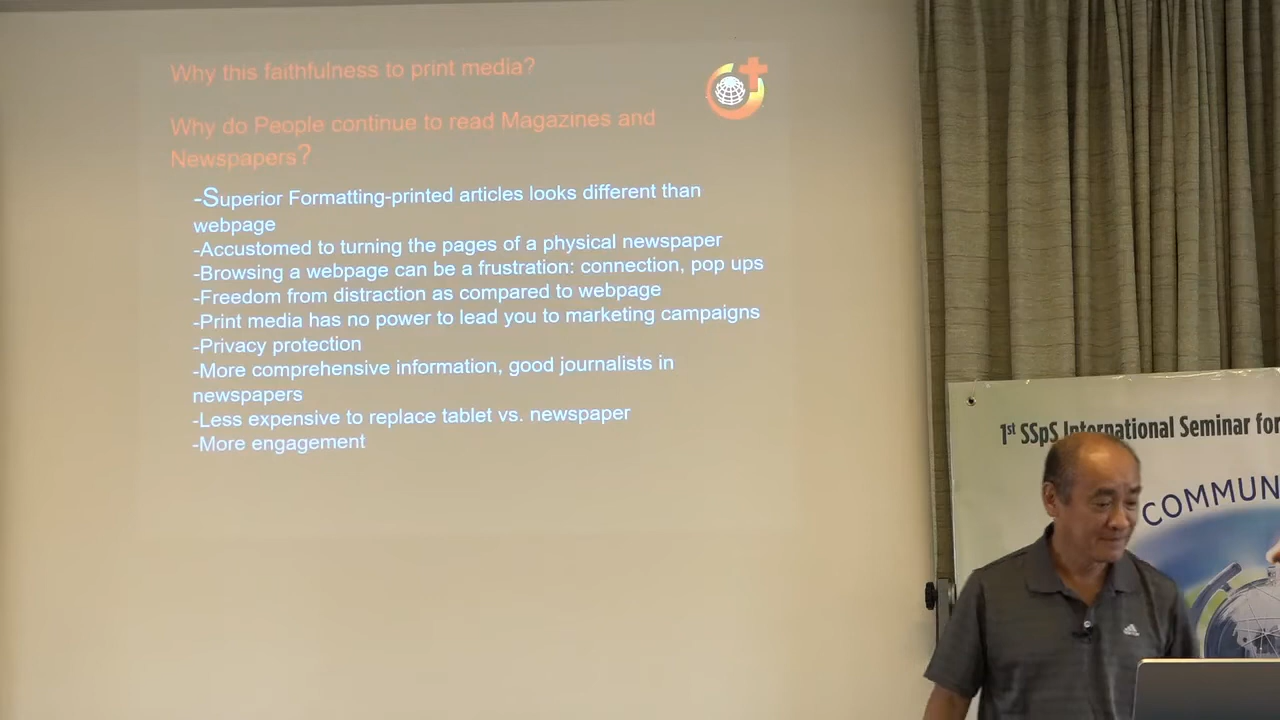 Why this faithfulness to print media?
Why do People continue to read Magazines and
Newspapers?
-Superior Formatting-printed articles looks different than
webpage
-Accustomed to turning the pages of a physical newspaper
-Browsing a webpage can be a frustration: connection, pop ups
-Freedom from distraction as compared to webpage
-Print media has no power to lead you to marketing campaigns
-Privacy protection
-More comprehensive information, good journalists in
newspapers
-Less expensive to replace tablet vs. newspaper
-More engagement
1st SSpS International Seminar for
COMMUN